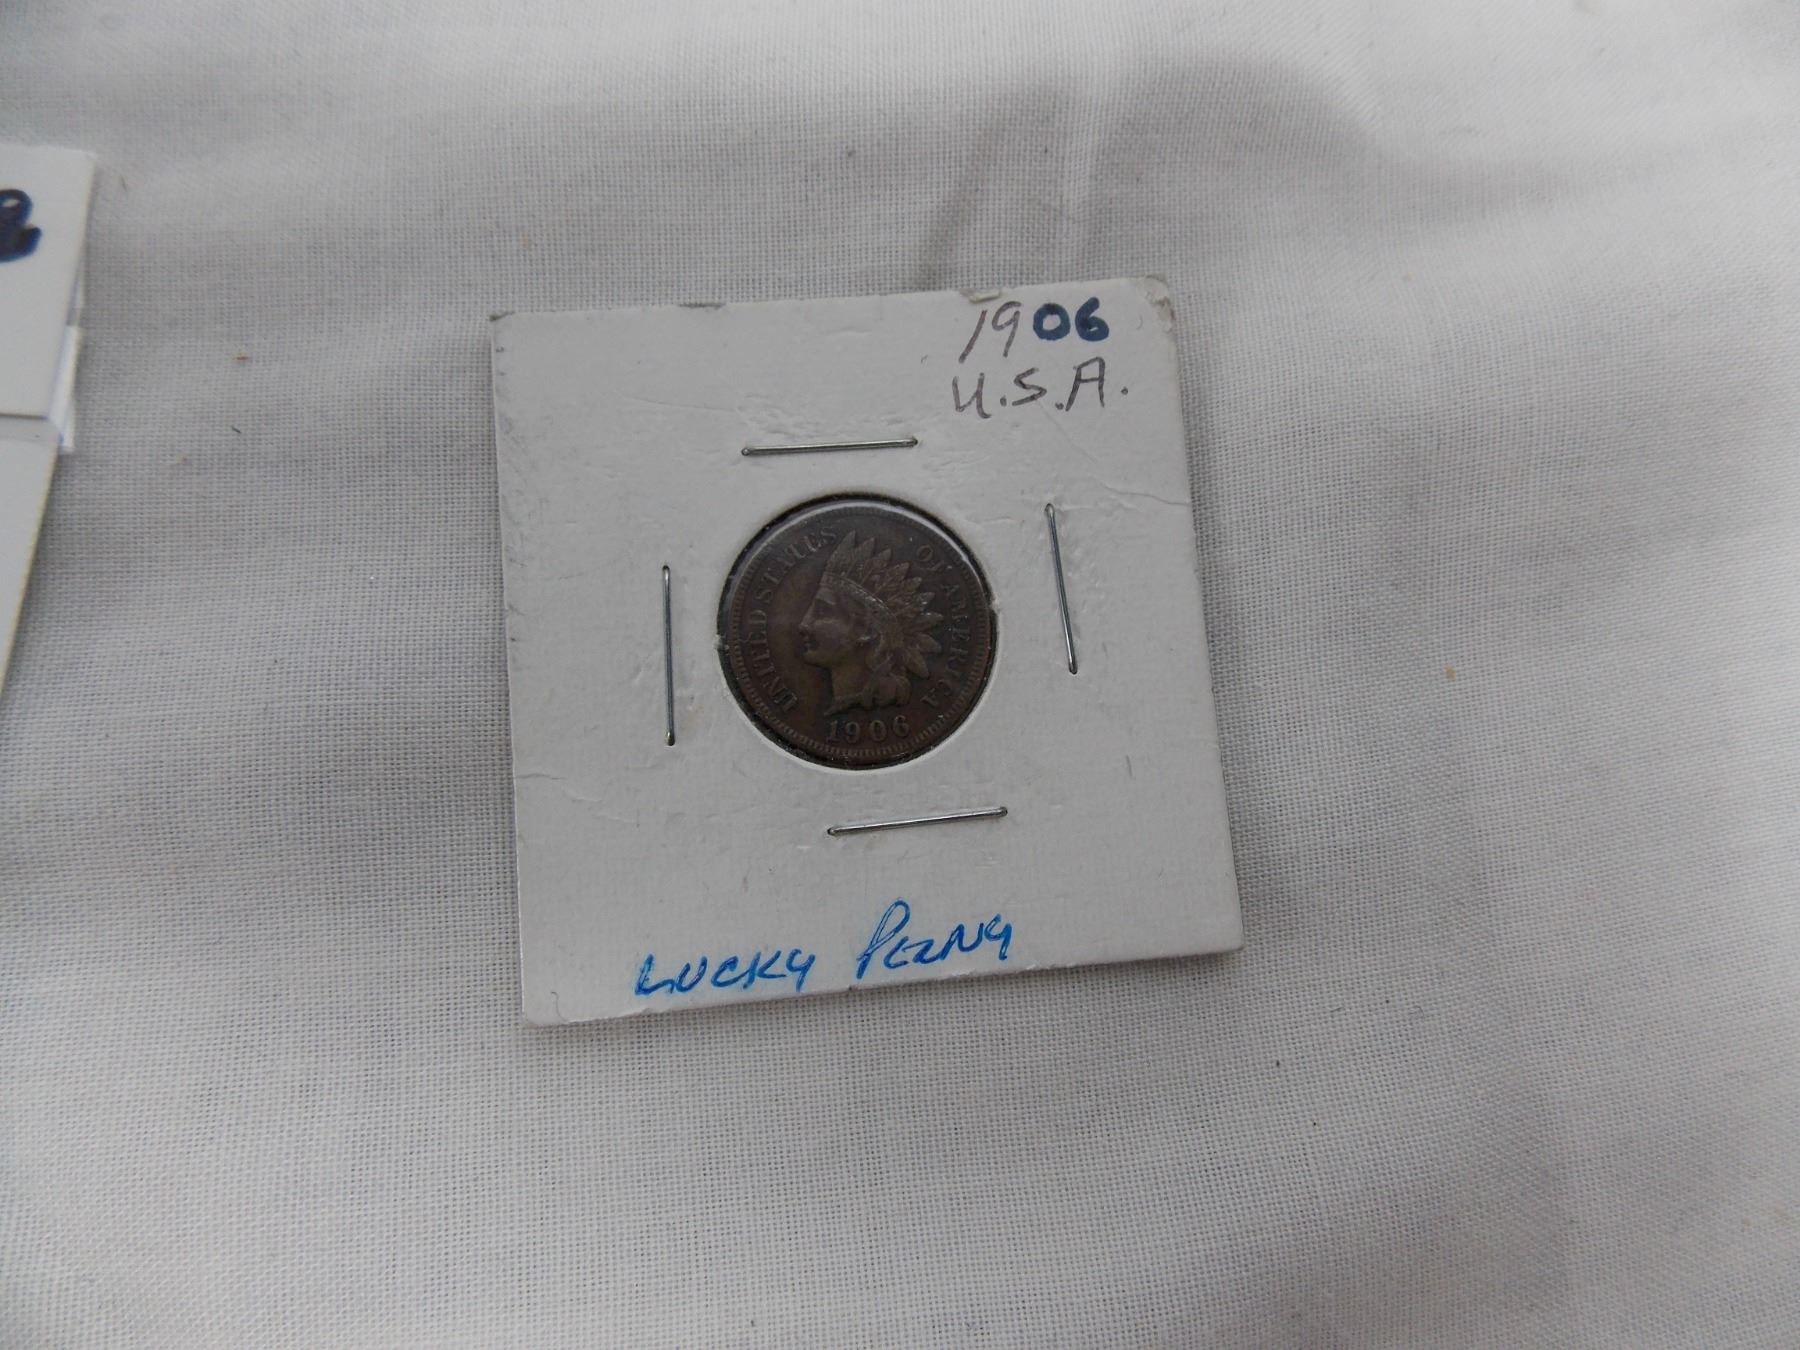 1906
U.S.A.
UNITED STATES OF AMERICA
1906
LUCKY PENNY